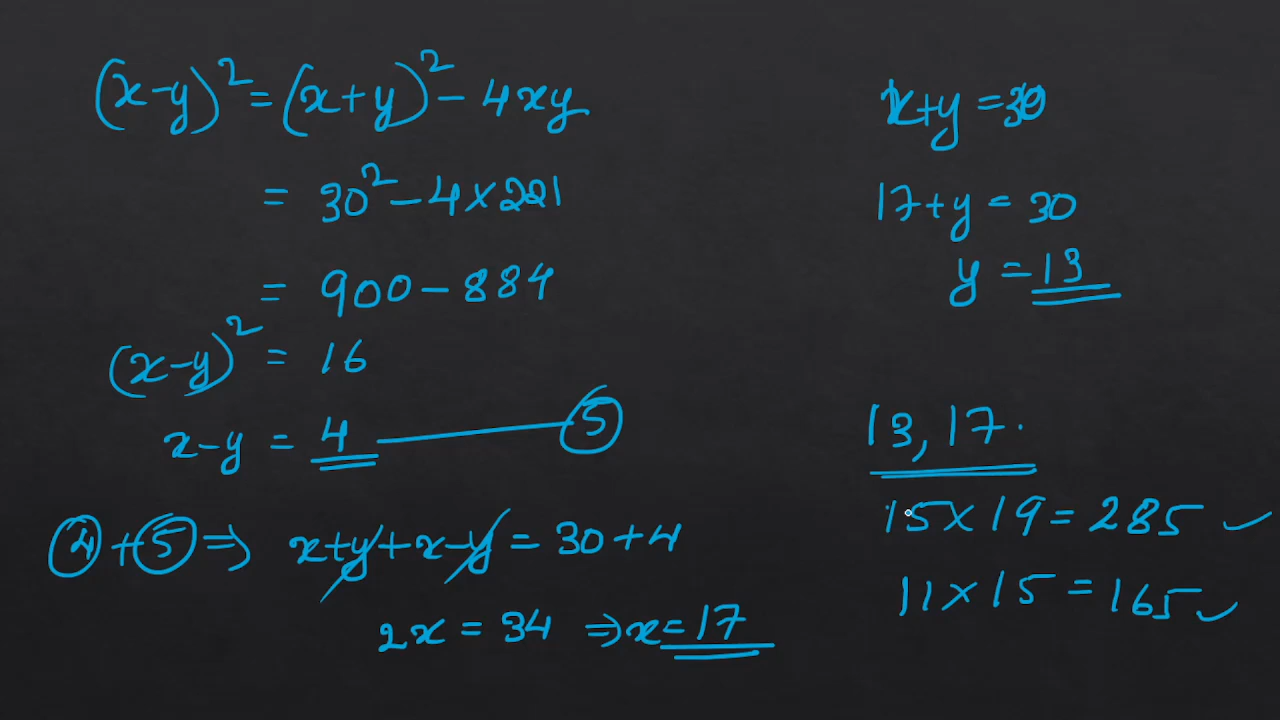 (x-y)² = (x+y)² - 4xy
= 30² - 4×221
= 900 - 884
(x-y)² = 16
x-y = 4 ——— ⑤
④+⑤ ⇒ x+y+x-y = 30+4
2x = 34 ⇒ x = 17
x+y = 30
17+y = 30
y = 13
13, 17.
15×19 = 285 ✓
11×15 = 165 ✓